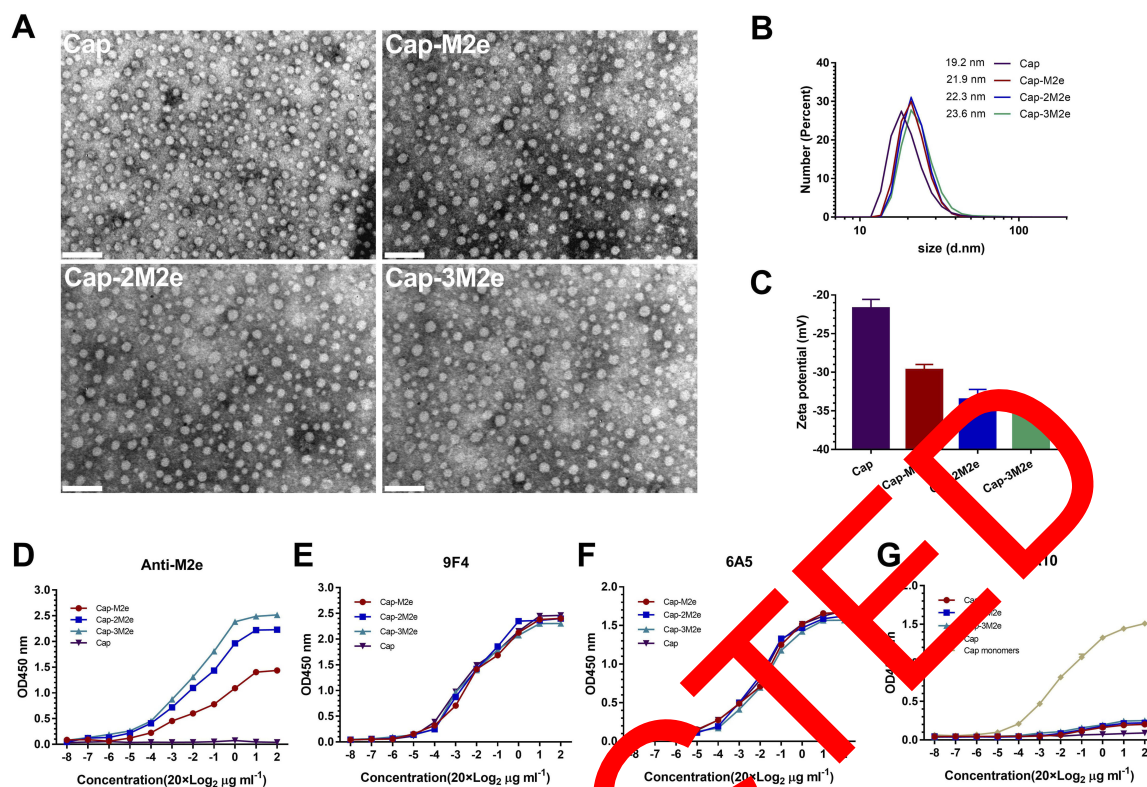 A
Cap
Cap-M2e
Cap-2M2e
Cap-3M2e
B
Number (Percent)
40
30
20
10
0
10
100
size (d.nm)
19.2 nm Cap
21.9 nm Cap-M2e
22.3 nm Cap-2M2e
23.6 nm Cap-3M2e
C
Zeta potential (mV)
-20
-25
-30
-35
-40
Cap
Cap-3M2e
D
Anti-M2e
OD450 nm
3.0
2.5
2.0
1.5
1.0
0.5
0.0
Cap-M2e
Cap-2M2e
Cap-3M2e
Cap
-8 -7 -6 -5 -4 -3 -2 -1 0 1 2
Concentration(20×Log₂ µg ml⁻¹)
E
9F4
OD450 nm
3.0
2.5
2.0
1.5
1.0
0.5
0.0
Cap-M2e
Cap-2M2e
Cap-3M2e
Cap
-8 -7 -6 -5 -4 -3 -2 -1 0 1 2
Concentration(20×Log₂ µg ml⁻¹)
F
6A5
OD450 nm
2.0
1.5
1.0
0.5
0.0
Cap-M2e
Cap-2M2e
Cap-3M2e
Cap
-8 -7 -6 -5 -1 0 1 2
Concentration(20×Log₂ µg ml⁻¹)
G
1.5
1.0
0.5
0.0
Cap
Cap monomers
-8 -7 -6 -5 -4 -3 -2 -1 0 1 2
Concentration(20×Log₂ µg ml⁻¹)
CTED